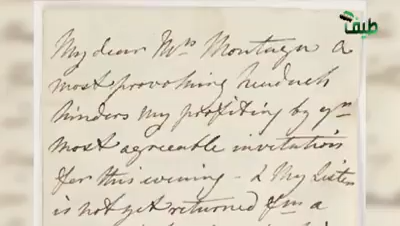 طيف
My dear Mrs Montagu a
most provoking headach
hinders my profiting by yr
most agreeable invitation
for this evening - & My Sister
is not yet returned from a